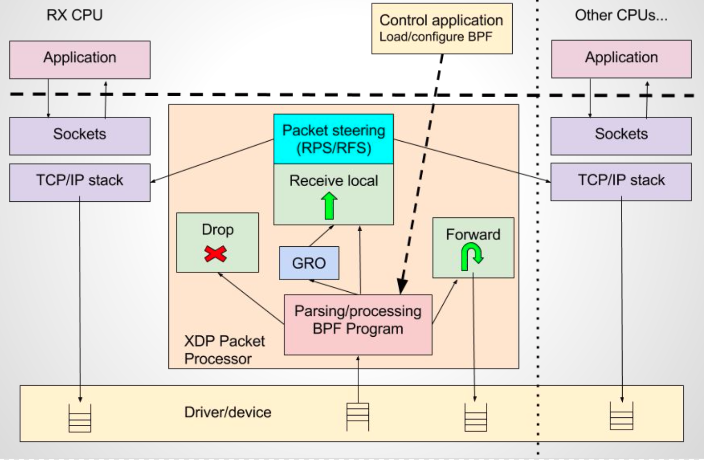 RX CPU
Control application
Load/configure BPF
Other CPUs...
Application
Application
Sockets
Packet steering
(RPS/RFS)
Sockets
TCP/IP stack
Receive local
TCP/IP stack
Drop
Forward
GRO
Parsing/processing
BPF Program
XDP Packet
Processor
Driver/device